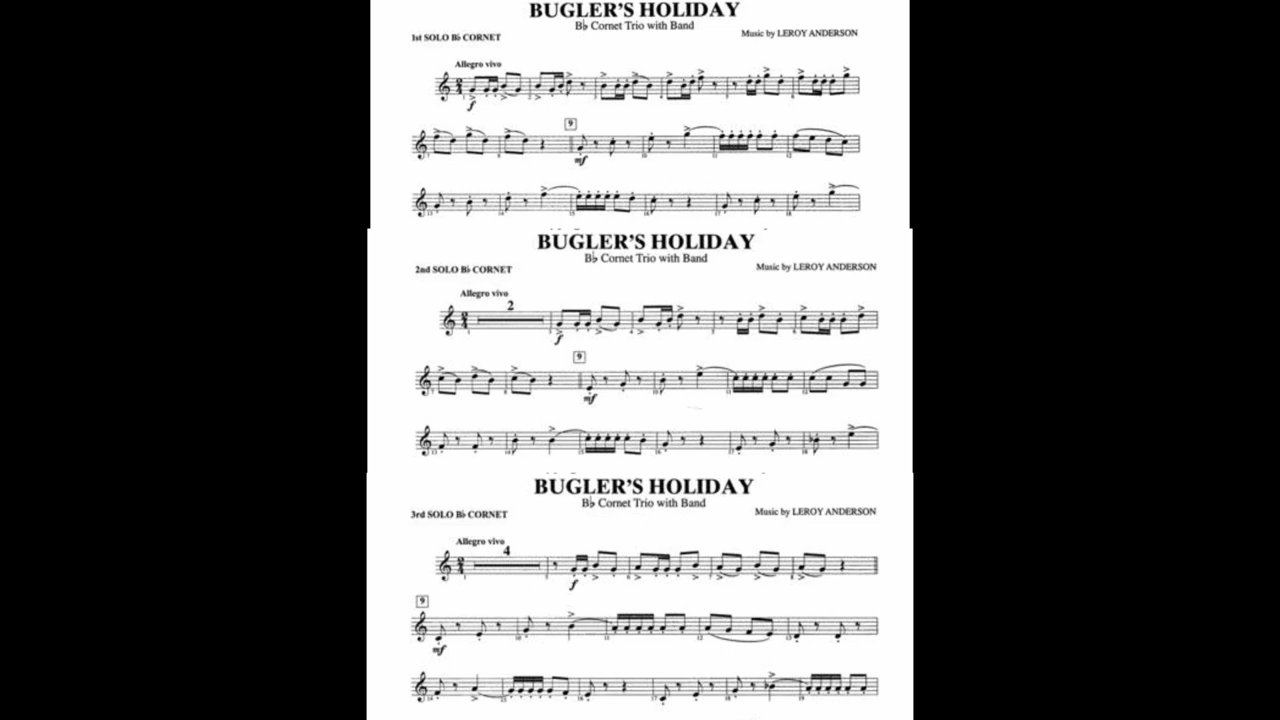 BUGLER'S HOLIDAY
B♭ Cornet Trio with Band
1st SOLO B♭ CORNET
Music by LEROY ANDERSON
Allegro vivo
f
9
mf
BUGLER'S HOLIDAY
B♭ Cornet Trio with Band
2nd SOLO B♭ CORNET
Music by LEROY ANDERSON
Allegro vivo
2
f
9
mf
BUGLER'S HOLIDAY
B♭ Cornet Trio with Band
3rd SOLO B♭ CORNET
Music by LEROY ANDERSON
Allegro vivo
4
f
9
mf